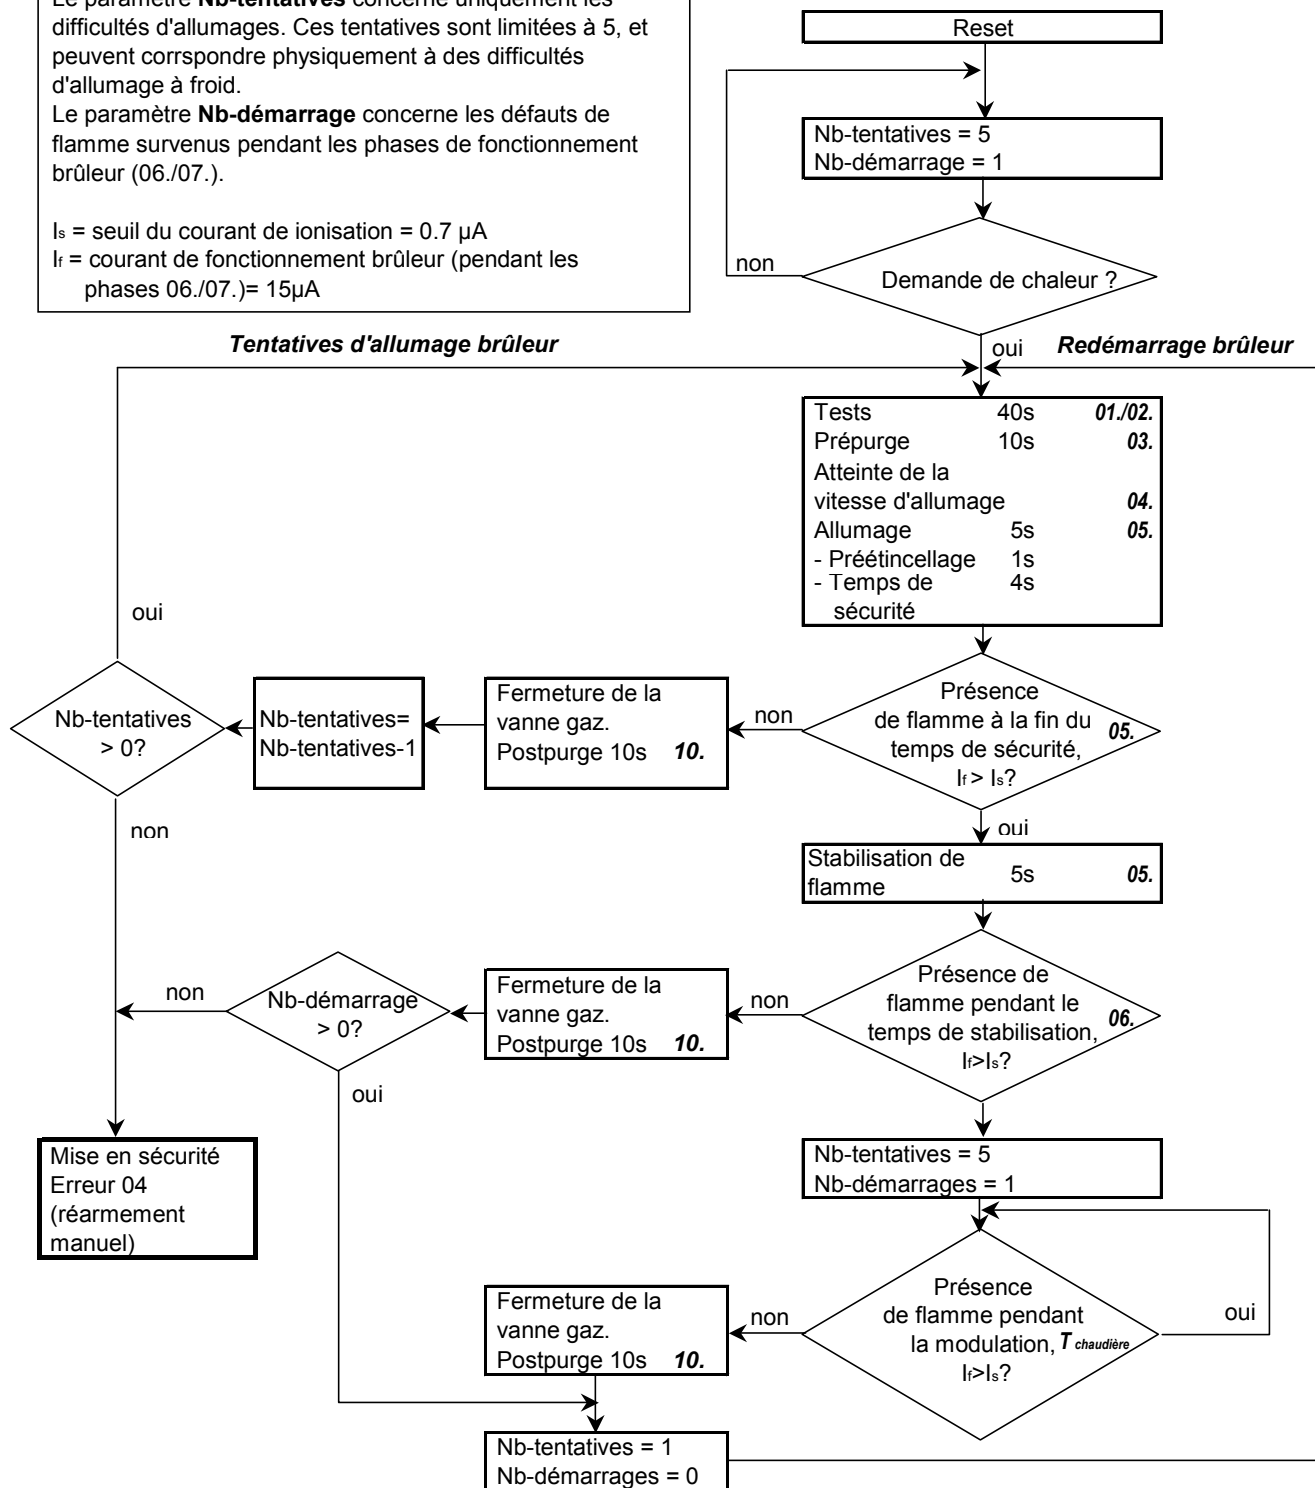 Le paramètre Nb-tentatives concerne uniquement les
difficultés d'allumages. Ces tentatives sont limitées à 5, et
peuvent corrspondre physiquement à des difficultés
d'allumage à froid.
Le paramètre Nb-démarrage concerne les défauts de
flamme survenus pendant les phases de fonctionnement
brûleur (06./07.).
Is = seuil du courant de ionisation = 0.7 µA
If = courant de fonctionnement brûleur (pendant les
phases 06./07.)= 15µA
Reset
Nb-tentatives = 5
Nb-démarrage = 1
non
Demande de chaleur ?
Tentatives d'allumage brûleur
oui
Redémarrage brûleur
Tests 40s 01./02.
Prépurge 10s 03.
Atteinte de la
vitesse d'allumage 04.
Allumage 5s 05.
- Préétincellage 1s
- Temps de 4s
sécurité
oui
Nb-tentatives
> 0?
Nb-tentatives=
Nb-tentatives-1
Fermeture de la
vanne gaz.
Postpurge 10s 10.
non
Présence
de flamme à la fin du
temps de sécurité,
If > Is?
05.
non
oui
Stabilisation de
flamme 5s 05.
non
Nb-démarrage
> 0?
Fermeture de la
vanne gaz.
Postpurge 10s 10.
non
Présence de
flamme pendant le
temps de stabilisation,
If>Is?
06.
oui
Mise en sécurité
Erreur 04
(réarmement
manuel)
Nb-tentatives = 5
Nb-démarrages = 1
Fermeture de la
vanne gaz.
Postpurge 10s 10.
non
Présence
de flamme pendant
la modulation, T chaudière
If>Is?
oui
Nb-tentatives = 1
Nb-démarrages = 0